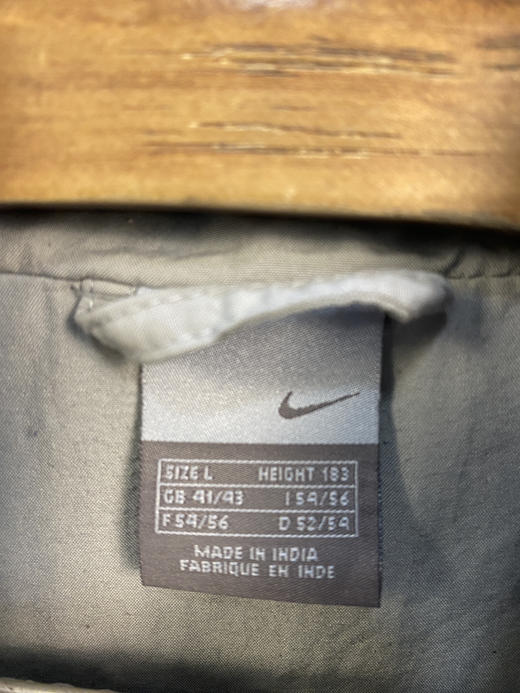 SIZE L HEIGHT 183
GB 41/43 I 54/56
F 54/56 D 52/54
MADE IN INDIA
FABRIQUE EN INDE